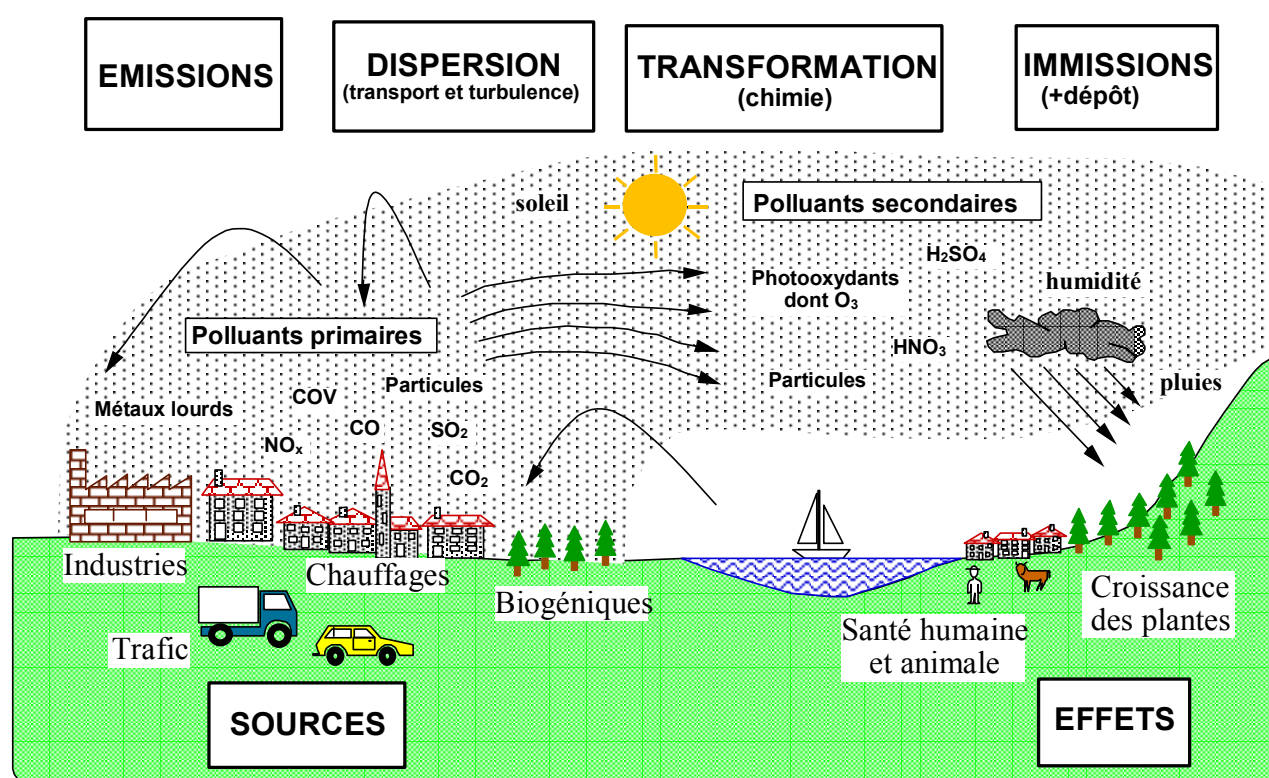 EMISSIONS
DISPERSION
(transport et turbulence)
TRANSFORMATION
(chimie)
IMMISSIONS
(+dépôt)
soleil
Polluants secondaires
H₂SO₄
Photooxydants
dont O₃
humidité
Polluants primaires
HNO₃
Particules
Particules
pluies
COV
Métaux lourds
CO
SO₂
NOₓ
CO₂
Industries
Chauffages
Biogéniques
Trafic
Santé humaine
et animale
Croissance
des plantes
SOURCES
EFFETS